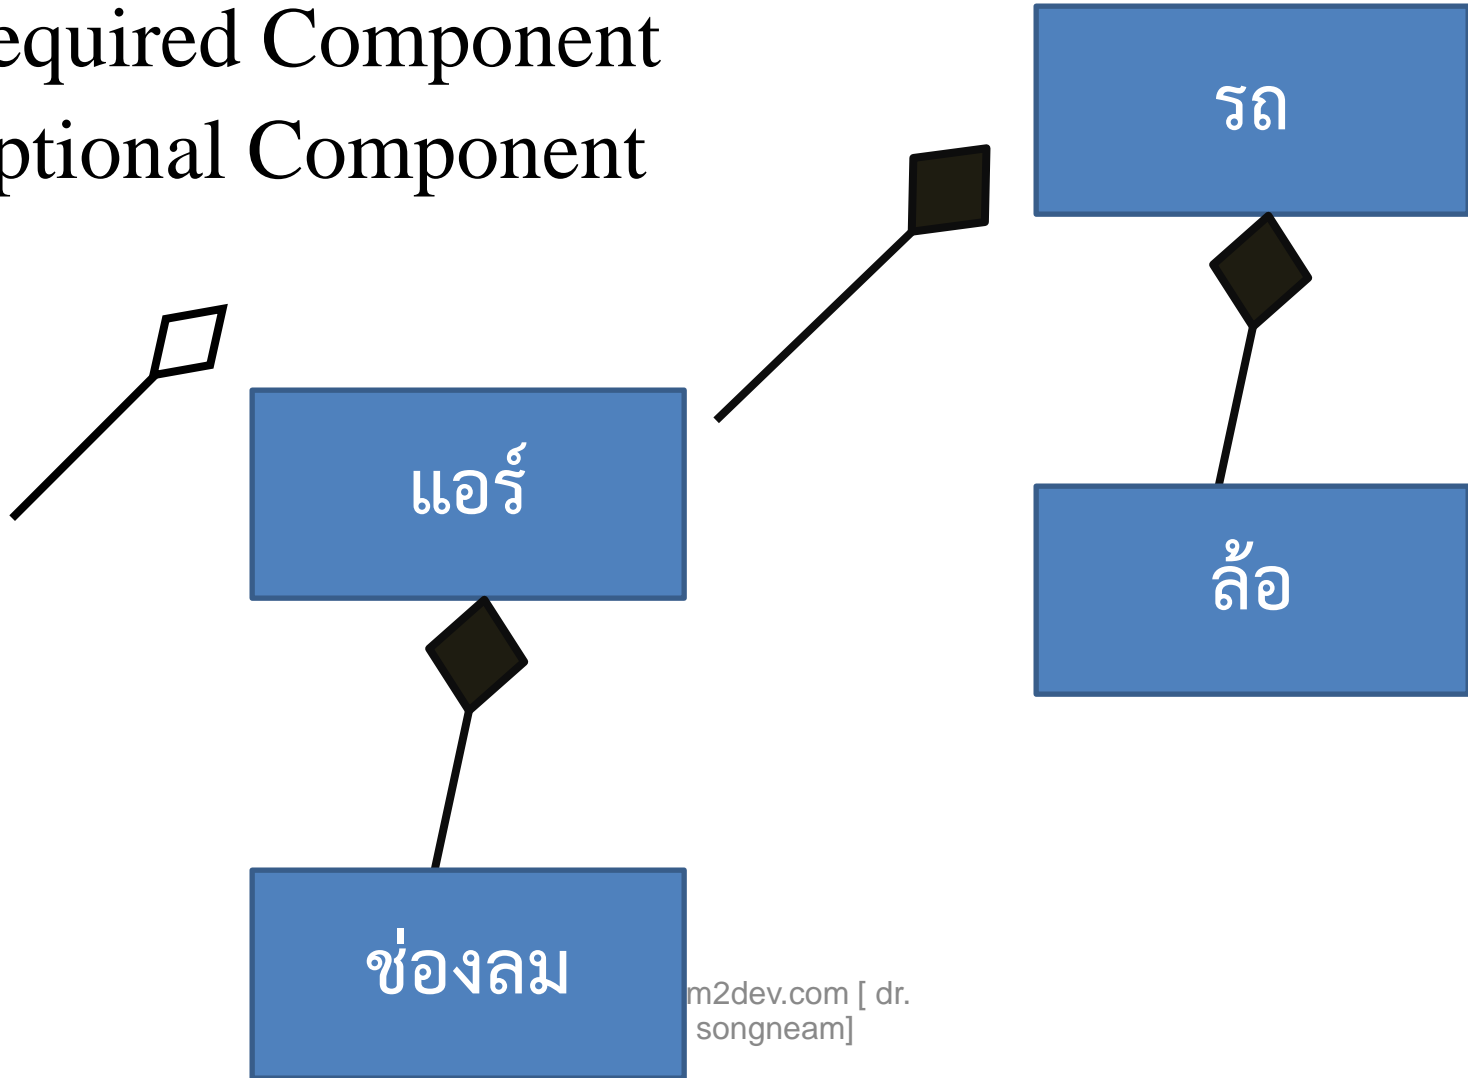 equired Component
ptional Component
รถ
แอร์
ล้อ
ช่องลม
m2dev.com [ dr.
songneam]